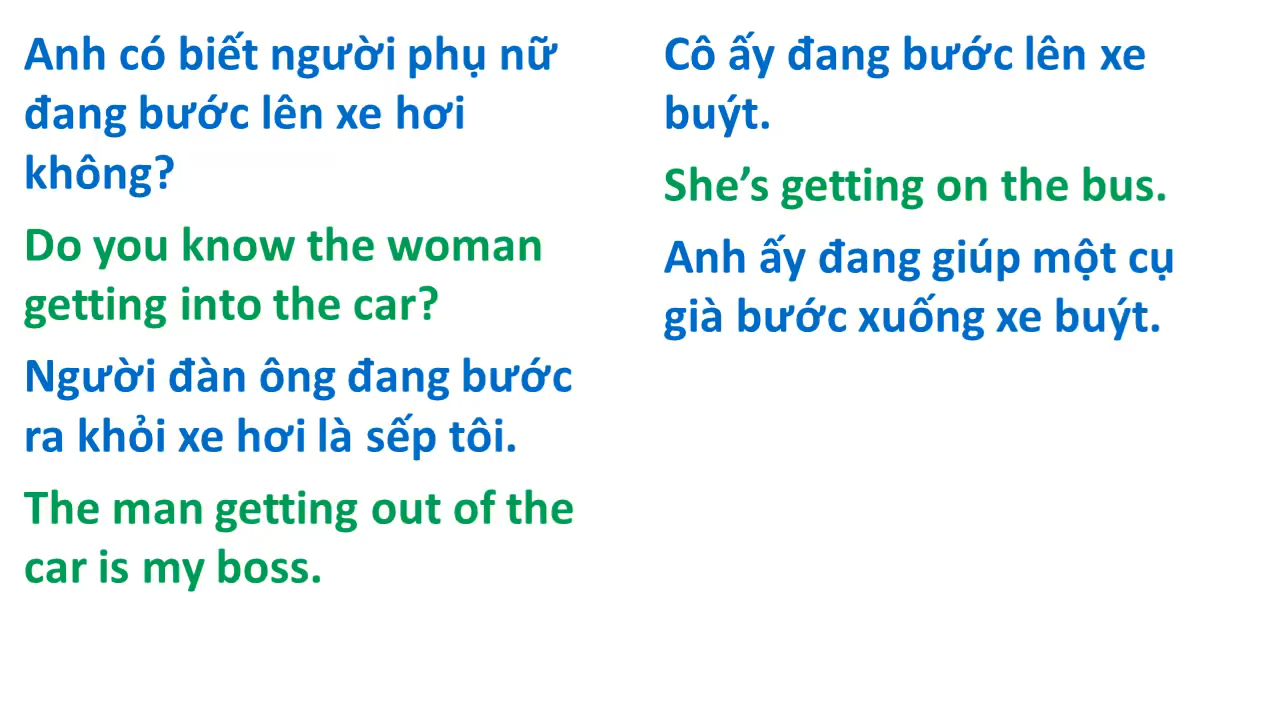 Anh có biết người phụ nữ
đang bước lên xe hơi
không?
Do you know the woman
getting into the car?
Người đàn ông đang bước
ra khỏi xe hơi là sếp tôi.
The man getting out of the
car is my boss.
Cô ấy đang bước lên xe
buýt.
She’s getting on the bus.
Anh ấy đang giúp một cụ
già bước xuống xe buýt.